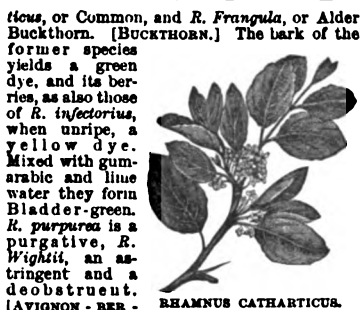 ticus, or Common, and R. Frangula, or Alder
Buckthorn. [BUCKTHORN.] The bark of the
former species
yields a green
dye, and its ber-
ries, as also those
of R. infectorius,
when unripe, a
yellow dye.
Mixed with gum-
arabic and lime
water they form
Bladder-green.
R. purpurea is a
purgative, R.
Wightii, an as-
tringent and a
deobstruent.
[AVIGNON - BER -
RHAMNUS CATHARTICUS.